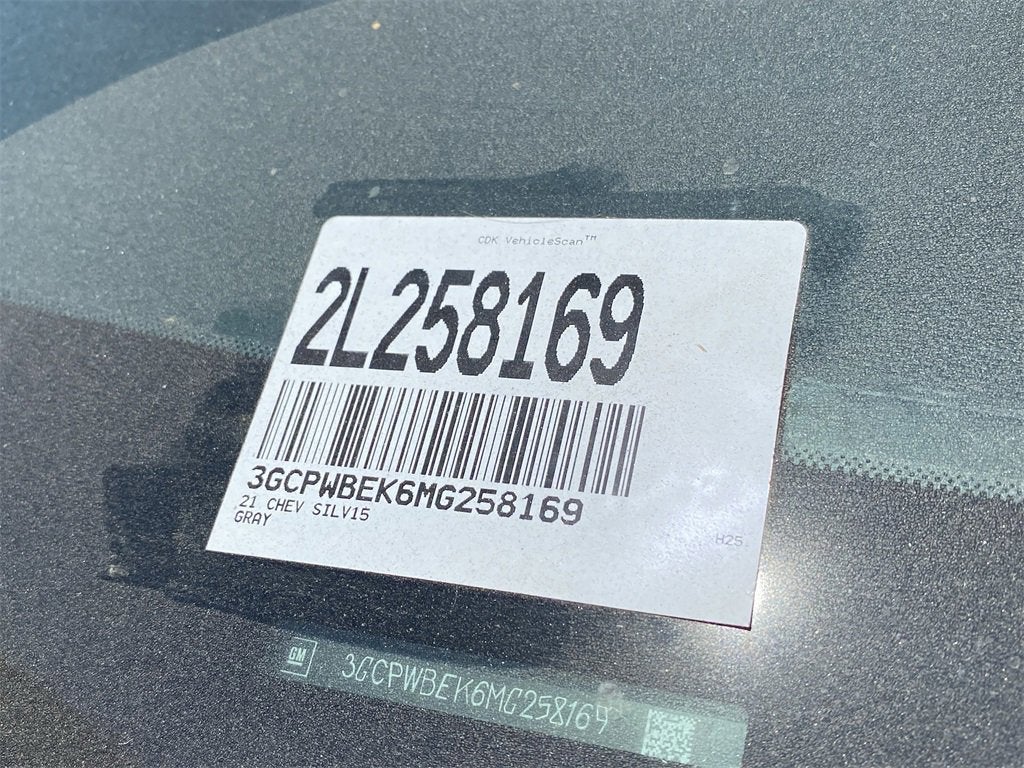 CDK VehicleScan™
2L258169
3GCPWBEK6MG258169
21 CHEV SILV15
GRAY
H25
GM
3GCPWBEK6MG258169